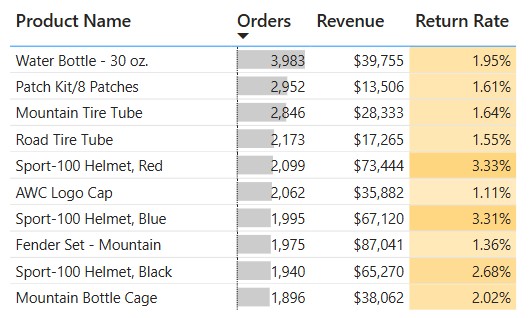 Product Name Orders Revenue Return Rate
Water Bottle - 30 oz. 3,983 $39,755 1.95%
Patch Kit/8 Patches 2,952 $13,506 1.61%
Mountain Tire Tube 2,846 $28,333 1.64%
Road Tire Tube 2,173 $17,265 1.55%
Sport-100 Helmet, Red 2,099 $73,444 3.33%
AWC Logo Cap 2,062 $35,882 1.11%
Sport-100 Helmet, Blue 1,995 $67,120 3.31%
Fender Set - Mountain 1,975 $87,041 1.36%
Sport-100 Helmet, Black 1,940 $65,270 2.68%
Mountain Bottle Cage 1,896 $38,062 2.02%